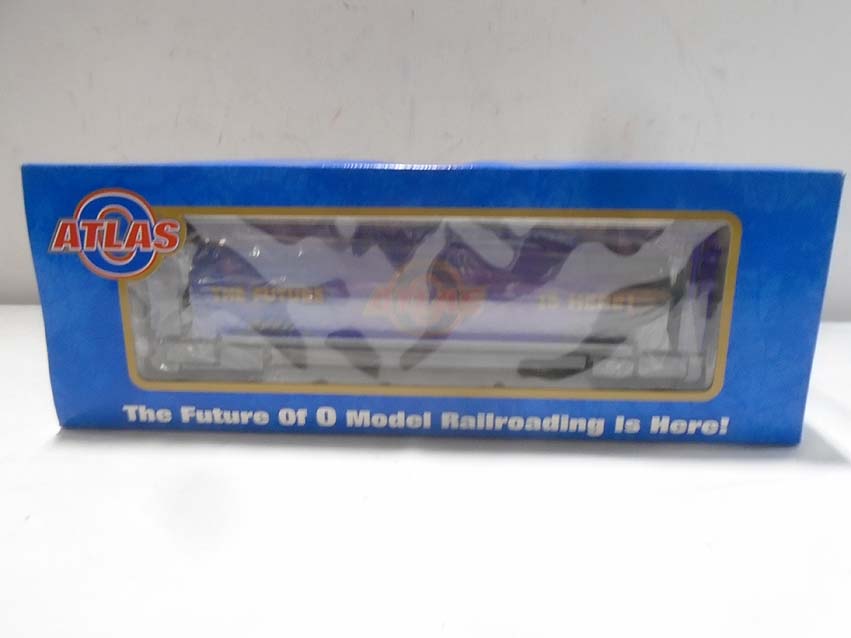 ATLAS
O
THE FUTURE
ATLAS
IS HERE!
The Future Of O Model Railroading Is Here!